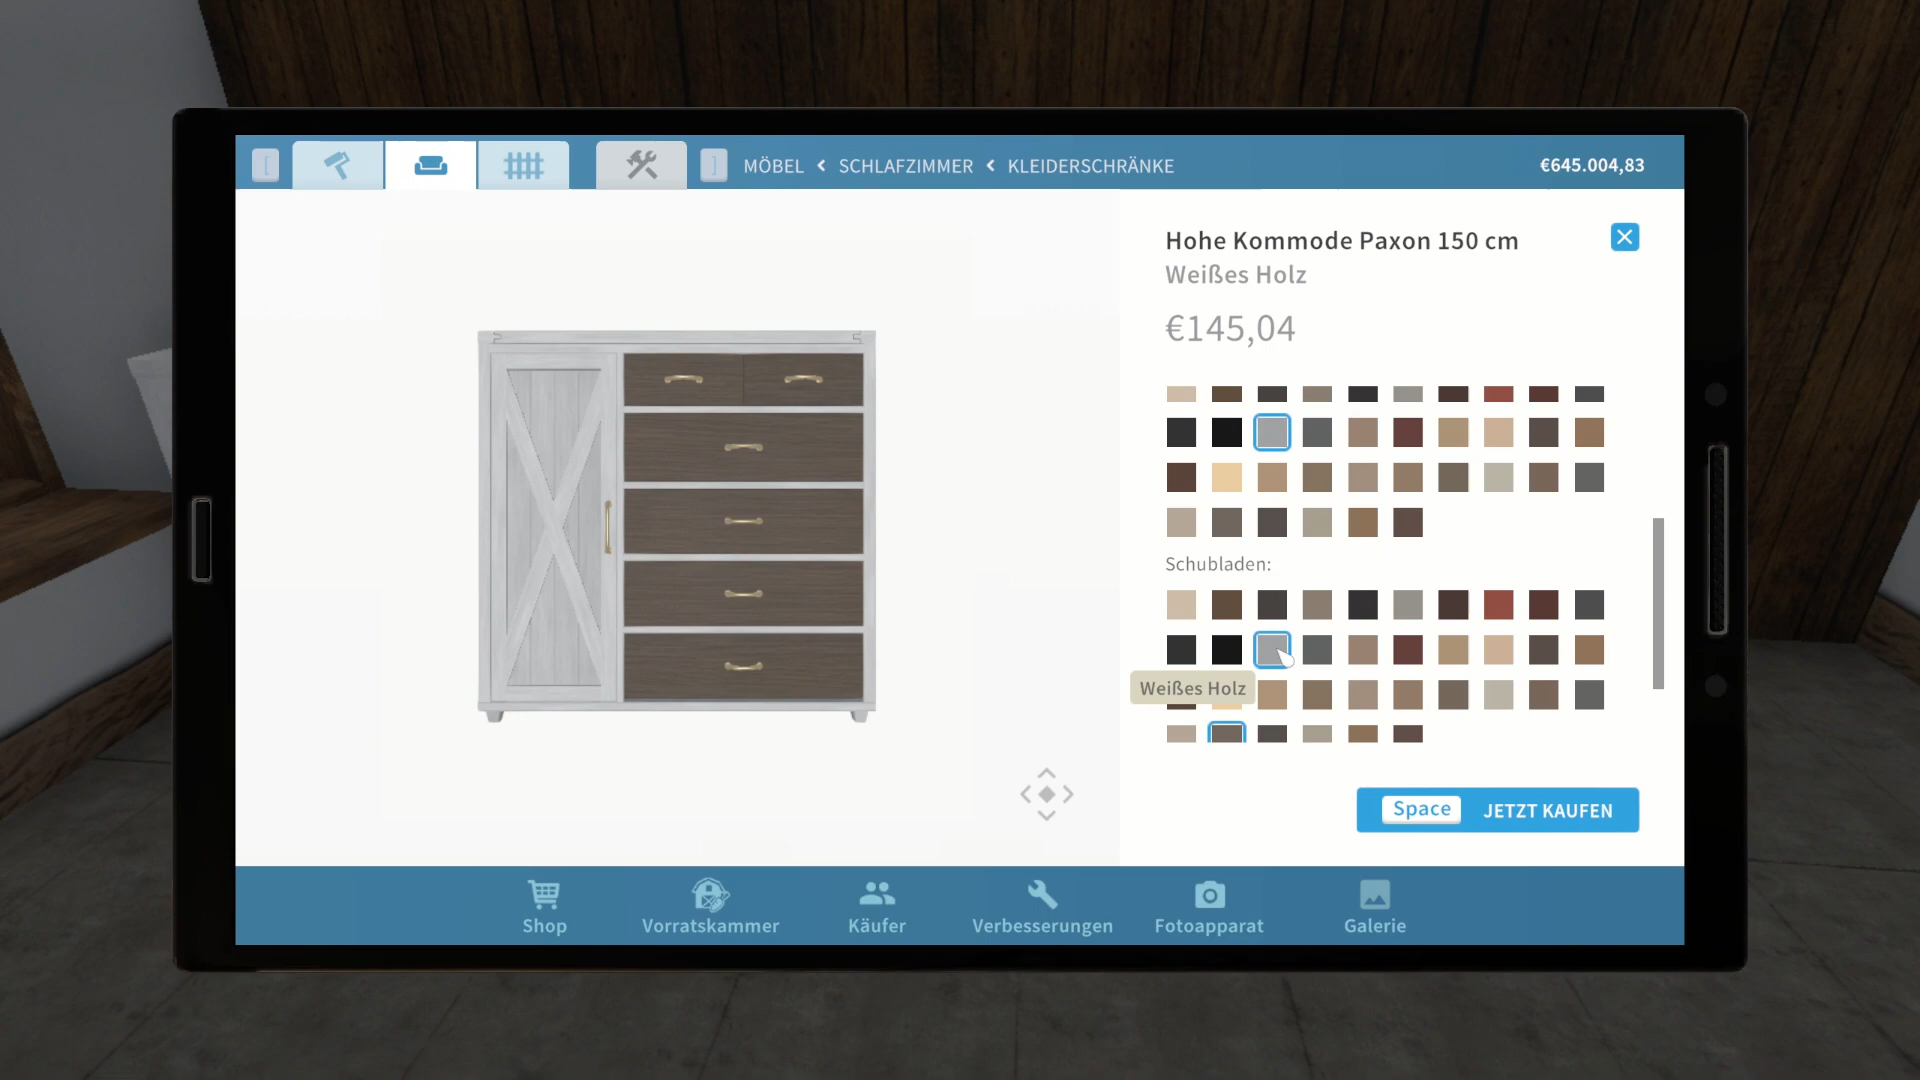 MÖBEL < SCHLAFZIMMER < KLEIDERSCHRÄNKE
€645.004,83
Hohe Kommode Paxon 150 cm
Weißes Holz
€145,04
Schubladen:
Weißes Holz
Space JETZT KAUFEN
Shop
Vorratskammer
Käufer
Verbesserungen
Fotoapparat
Galerie